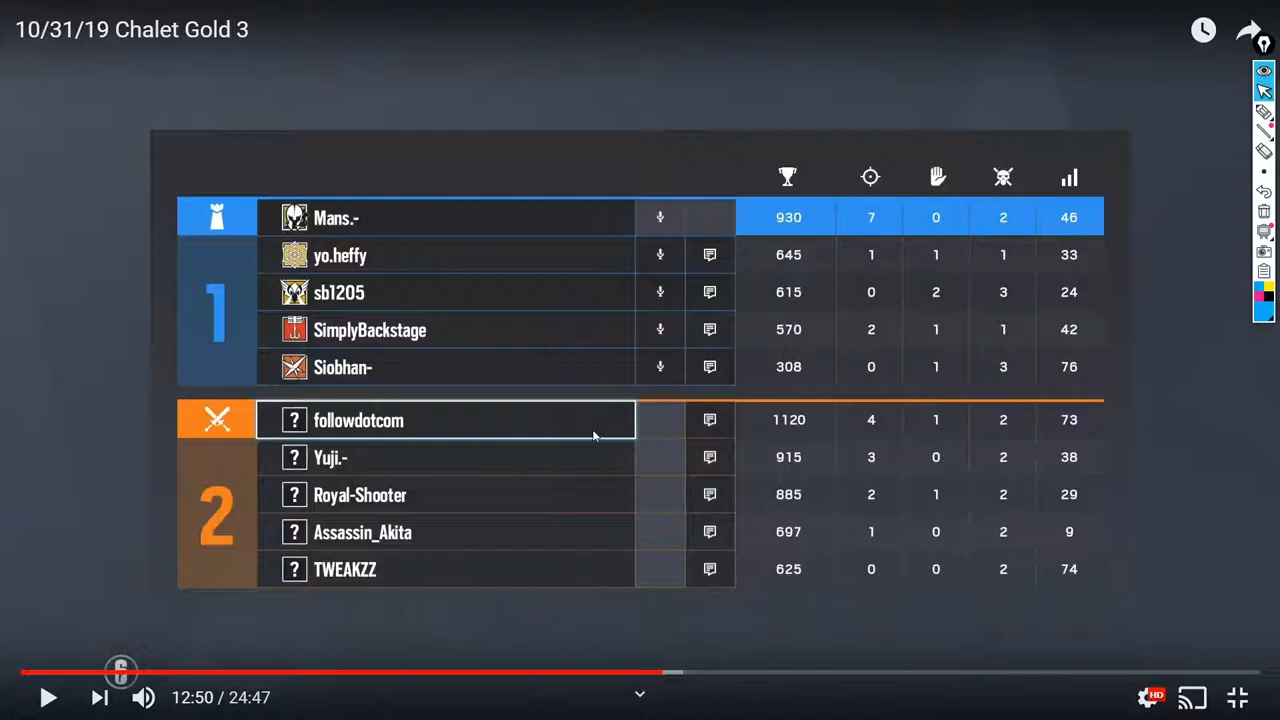 10/31/19 Chalet Gold 3
Mans.- 930 7 0 2 46
1
yo.heffy 645 1 1 1 33
sb1205 615 0 2 3 24
SimplyBackstage 570 2 1 1 42
Siobhan- 308 0 1 3 76
? followdotcom 1120 4 1 2 73
2
? Yuji.- 915 3 0 2 38
? Royal-Shooter 885 2 1 2 29
? Assassin_Akita 697 1 0 2 9
? TWEAKZZ 625 0 0 2 74
6
12:50 / 24:47
HD